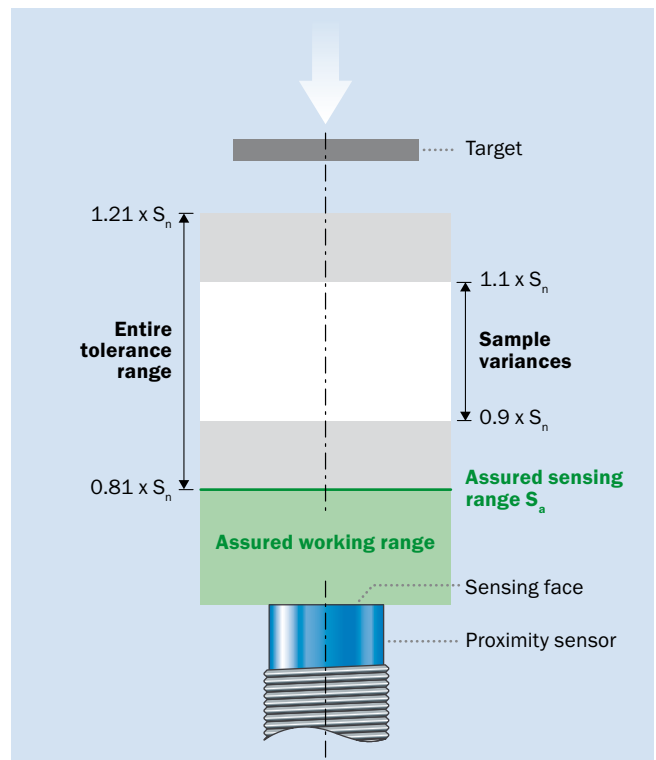 Target
1.21 x Sn
1.1 x Sn
Entire
tolerance
range
Sample
variances
0.9 x Sn
0.81 x Sn
Assured sensing
range Sa
Assured working range
Sensing face
Proximity sensor